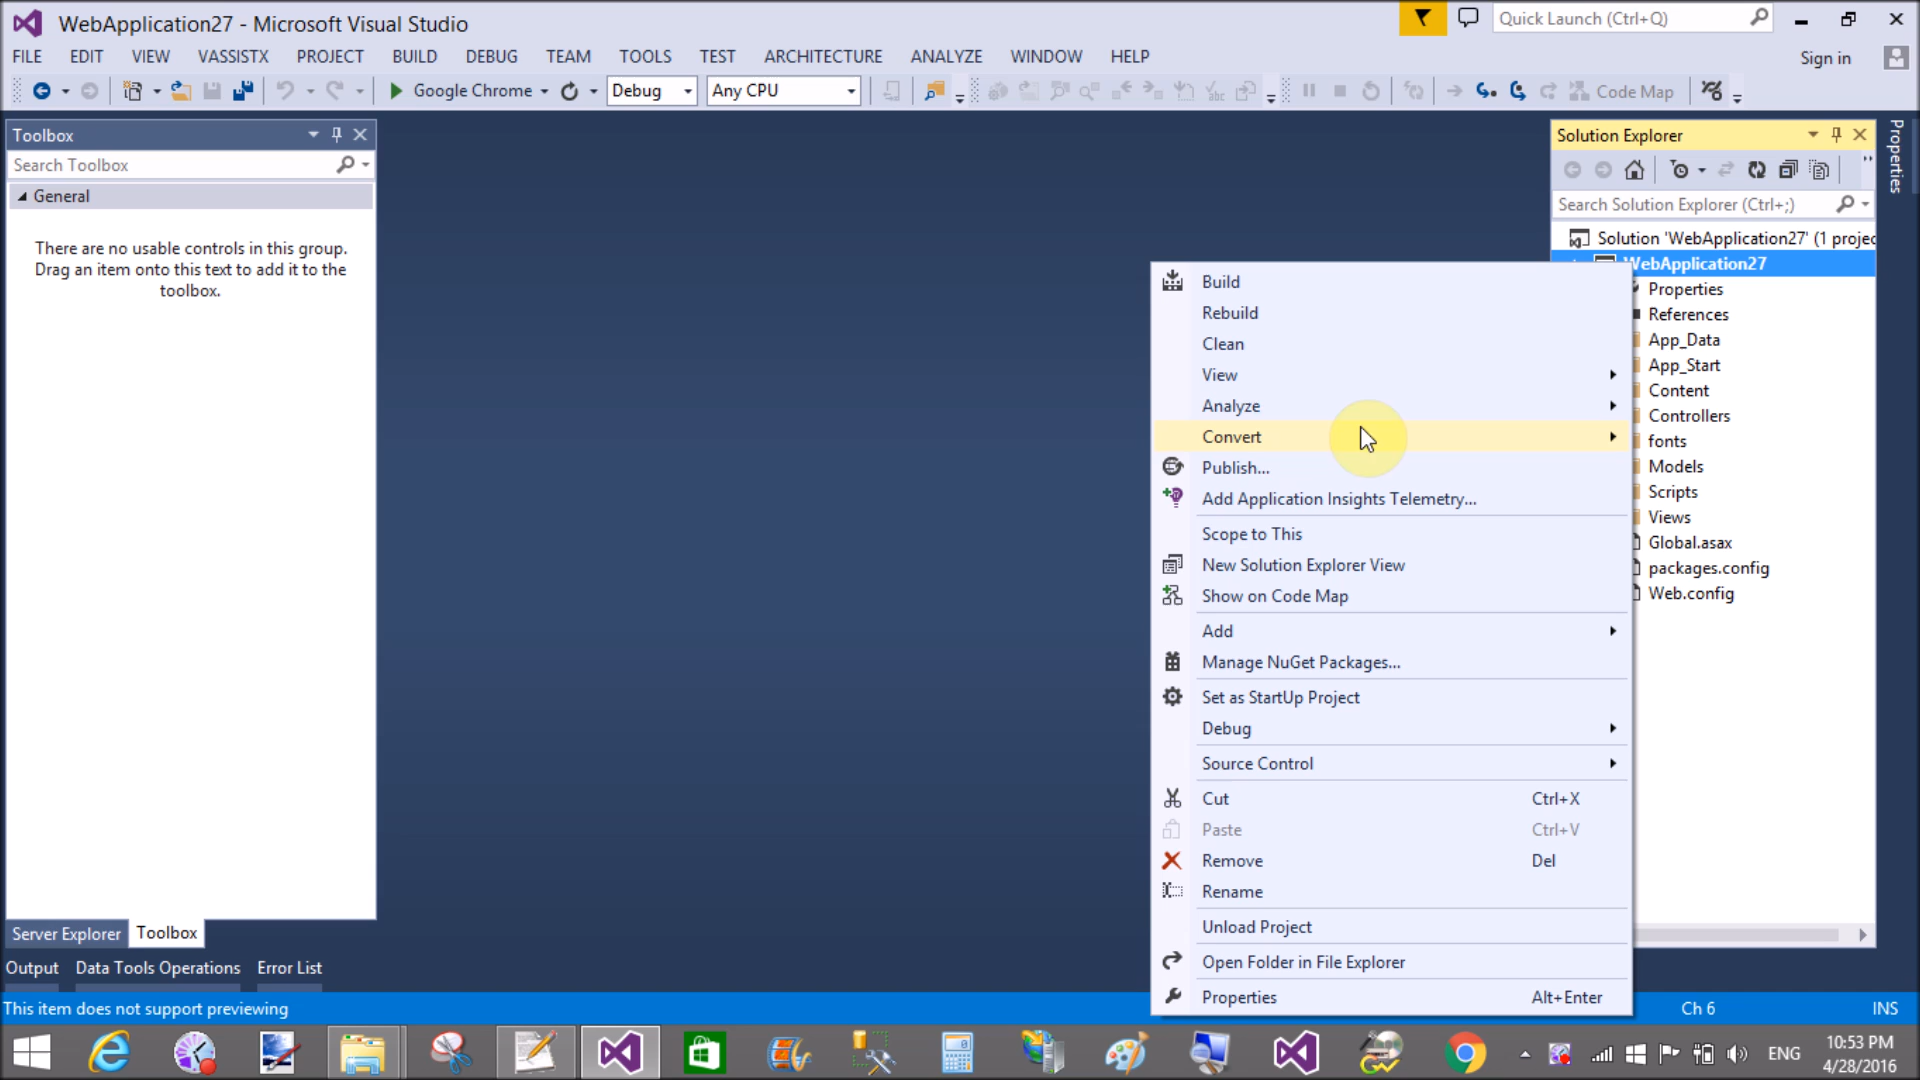 WebApplication27 - Microsoft Visual Studio
Quick Launch (Ctrl+Q)
FILE EDIT VIEW VASSISTX PROJECT BUILD DEBUG TEAM TOOLS TEST ARCHITECTURE ANALYZE WINDOW HELP
Sign in
Google Chrome Debug Any CPU Code Map
Toolbox
Search Toolbox
General
There are no usable controls in this group.
Drag an item onto this text to add it to the
toolbox.
Server Explorer Toolbox
Output Data Tools Operations Error List
Build
Rebuild
Clean
View
Analyze
Convert
Publish...
Add Application Insights Telemetry...
Scope to This
New Solution Explorer View
Show on Code Map
Add
Manage NuGet Packages...
Set as StartUp Project
Debug
Source Control
Cut Ctrl+X
Paste Ctrl+V
Remove Del
Rename
Unload Project
Open Folder in File Explorer
Properties Alt+Enter
Solution Explorer
Search Solution Explorer (Ctrl+;)
Solution 'WebApplication27' (1 projec
WebApplication27
Properties
References
App_Data
App_Start
Content
Controllers
fonts
Models
Scripts
Views
Global.asax
packages.config
Web.config
Properties
This item does not support previewing
Ch 6 INS
ENG
10:53 PM
4/28/2016